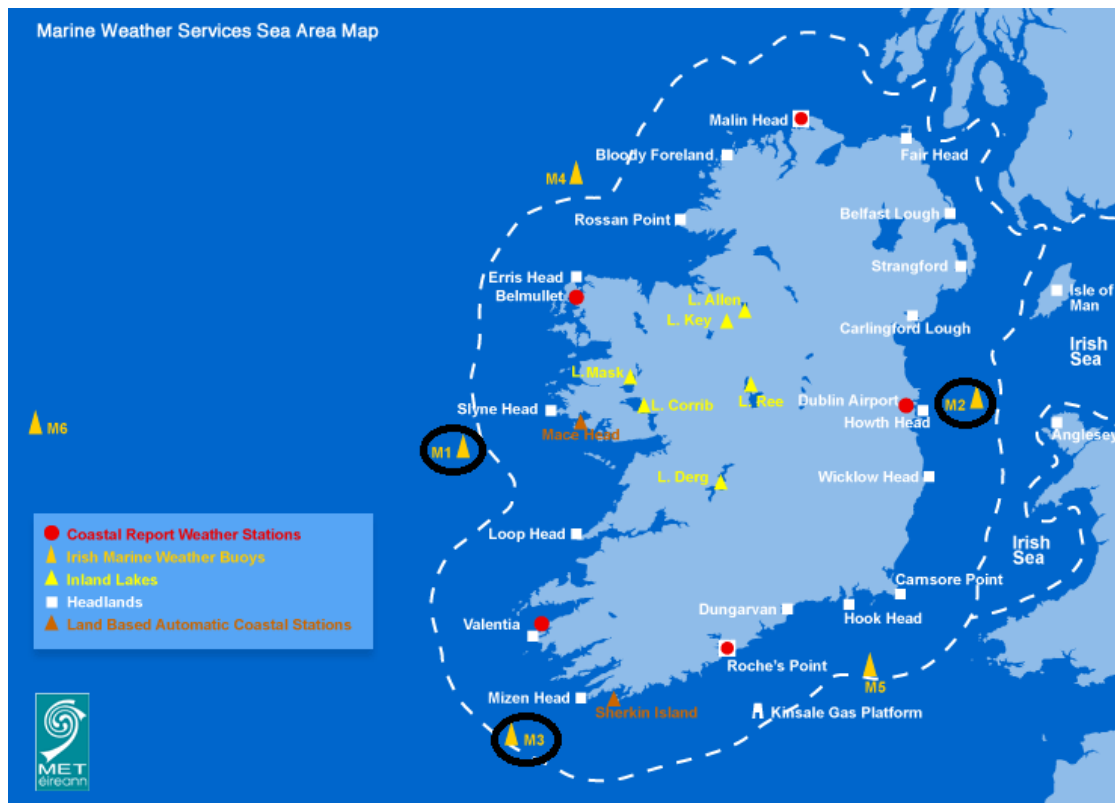 Marine Weather Services Sea Area Map
Malin Head
Bloody Foreland
Fair Head
M4
Rossan Point
Belfast Lough
Strangford
Erris Head
Belmullet
L. Allen
L. Key
Isle of
Man
Carlingford Lough
Irish
Sea
L. Mask
L. Corrib
L. Ree
Dublin Airport
Howth Head
M2
Slyne Head
Mace Head
Anglesey
M6
M1
L. Derg
Wicklow Head
Loop Head
Irish
Sea
Coastal Report Weather Stations
Irish Marine Weather Buoys
Inland Lakes
Headlands
Land Based Automatic Coastal Stations
Carnsore Point
Dungarvan
Hook Head
Valentia
Roche's Point
M5
Mizen Head
Sherkin Island
Kinsale Gas Platform
M3
MET
éireann